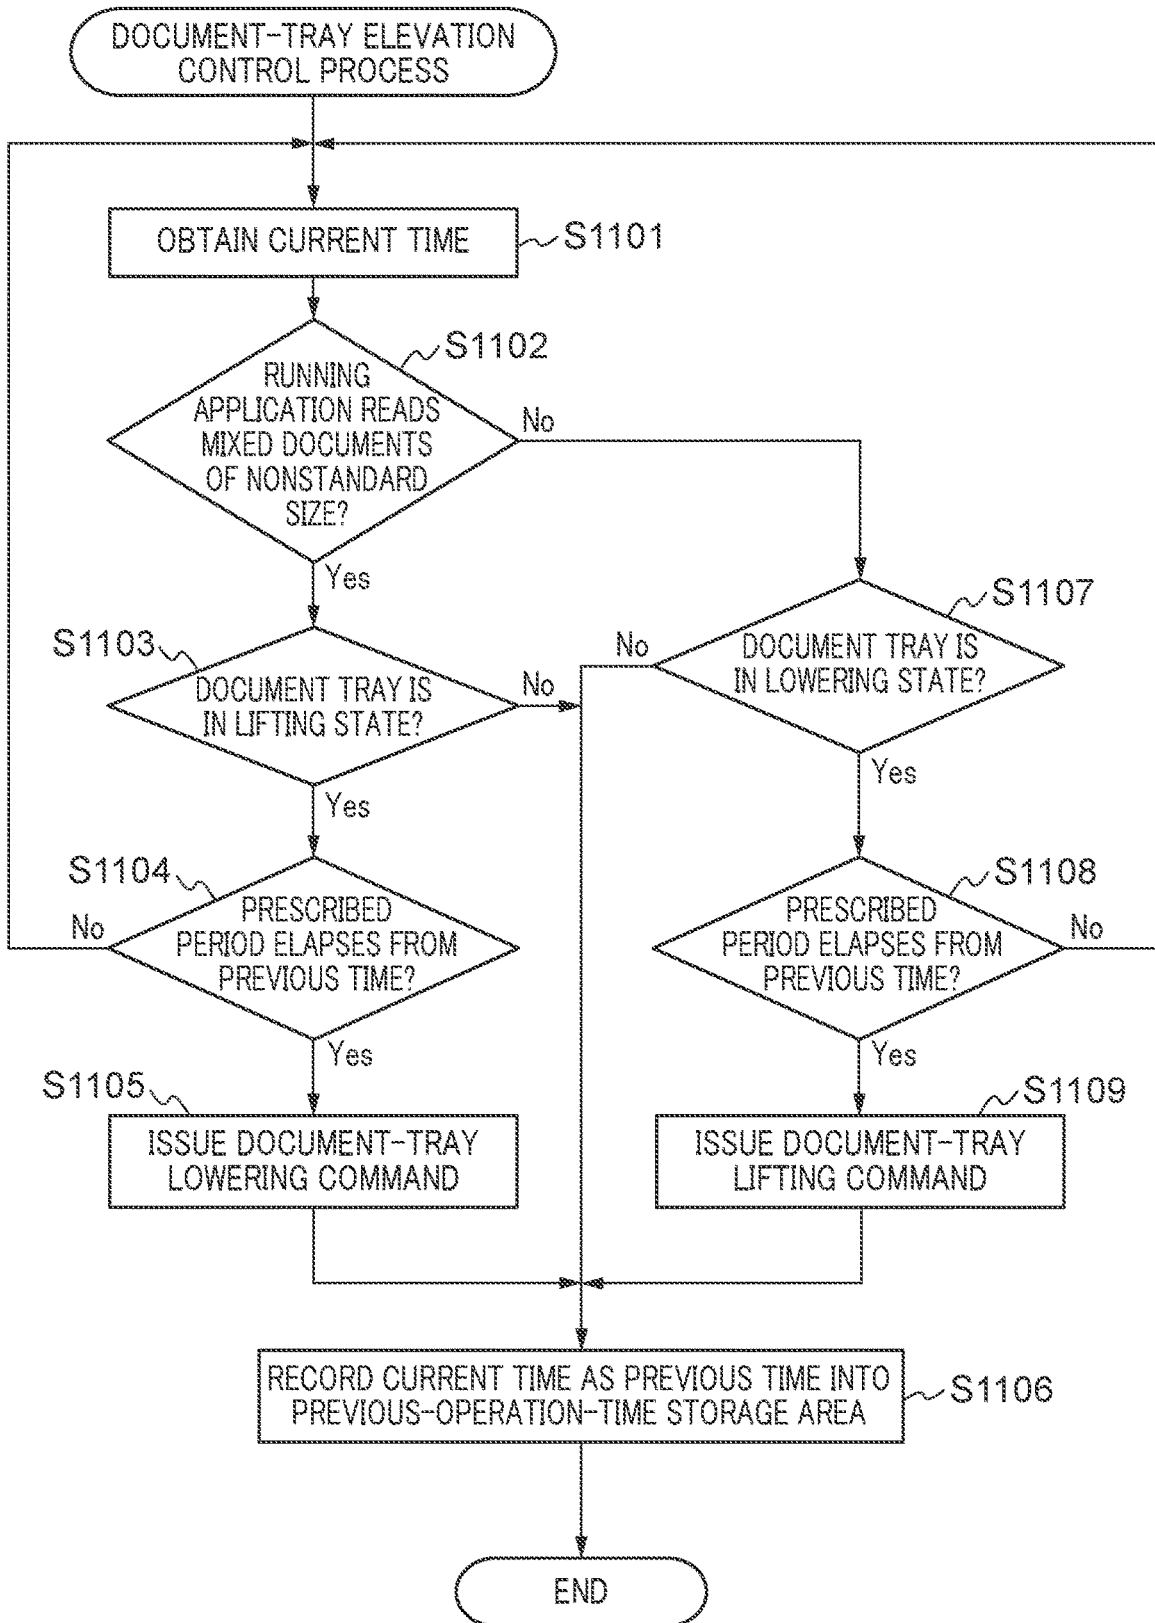 DOCUMENT-TRAY ELEVATION
CONTROL PROCESS
OBTAIN CURRENT TIME
S1101
S1102
RUNNING
APPLICATION READS
MIXED DOCUMENTS
OF NONSTANDARD
SIZE?
No
Yes
S1103
DOCUMENT TRAY IS
IN LIFTING STATE?
No
Yes
S1107
DOCUMENT TRAY IS
IN LOWERING STATE?
No
Yes
S1104
PRESCRIBED
PERIOD ELAPSES FROM
PREVIOUS TIME?
No
Yes
S1108
PRESCRIBED
PERIOD ELAPSES FROM
PREVIOUS TIME?
No
Yes
S1105
ISSUE DOCUMENT-TRAY
LOWERING COMMAND
S1109
ISSUE DOCUMENT-TRAY
LIFTING COMMAND
RECORD CURRENT TIME AS PREVIOUS TIME INTO
PREVIOUS-OPERATION-TIME STORAGE AREA
S1106
END